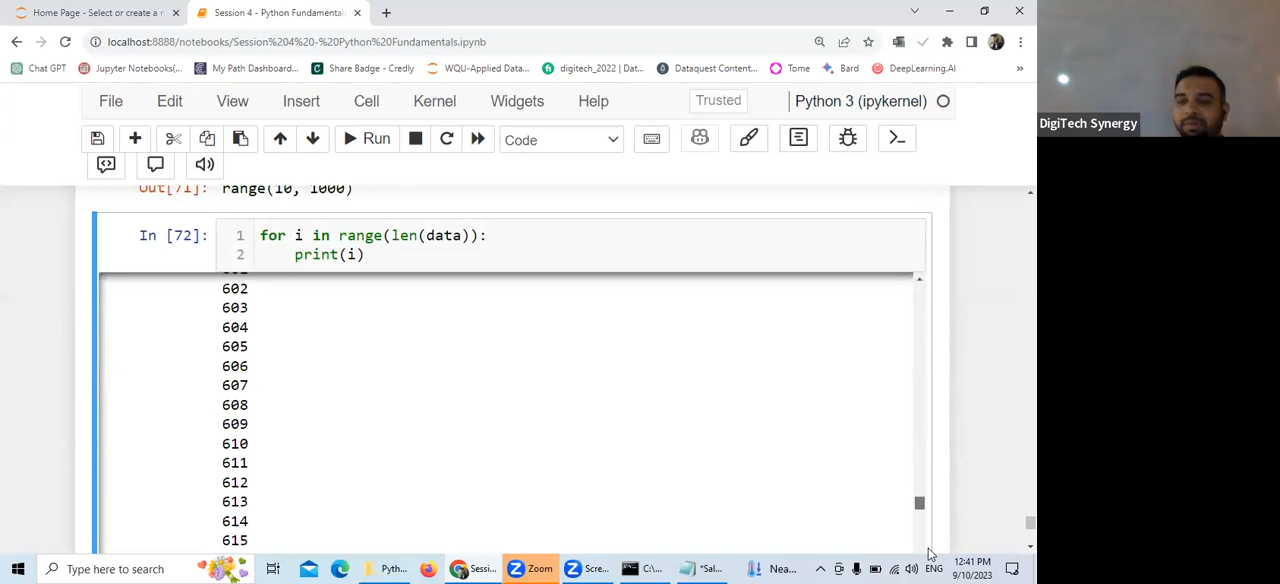 Home Page - Select or create a n
Session 4 - Python Fundamentals
localhost:8888/notebooks/Session%204%20-%20Python%20Fundamentals.ipynb
Chat GPT
Jupyter Notebooks(...
My Path Dashboard...
Share Badge - Credly
WQU-Applied Data...
digitech_2022 | Dat...
Dataquest Content...
Tome
Bard
DeepLearning.AI
»
File
Edit
View
Insert
Cell
Kernel
Widgets
Help
Trusted
Python 3 (ipykernel)
Run
Code
Out[71]: range(10, 1000)
In [72]:
1 for i in range(len(data)):
2 print(i)
601
602
603
604
605
606
607
608
609
610
611
612
613
614
615
DigiTech Synergy
Type here to search
Pyth...
Sessi...
Zoom
Scre...
C:\...
*Sal...
Nea...
ENG
12:41 PM
9/10/2023